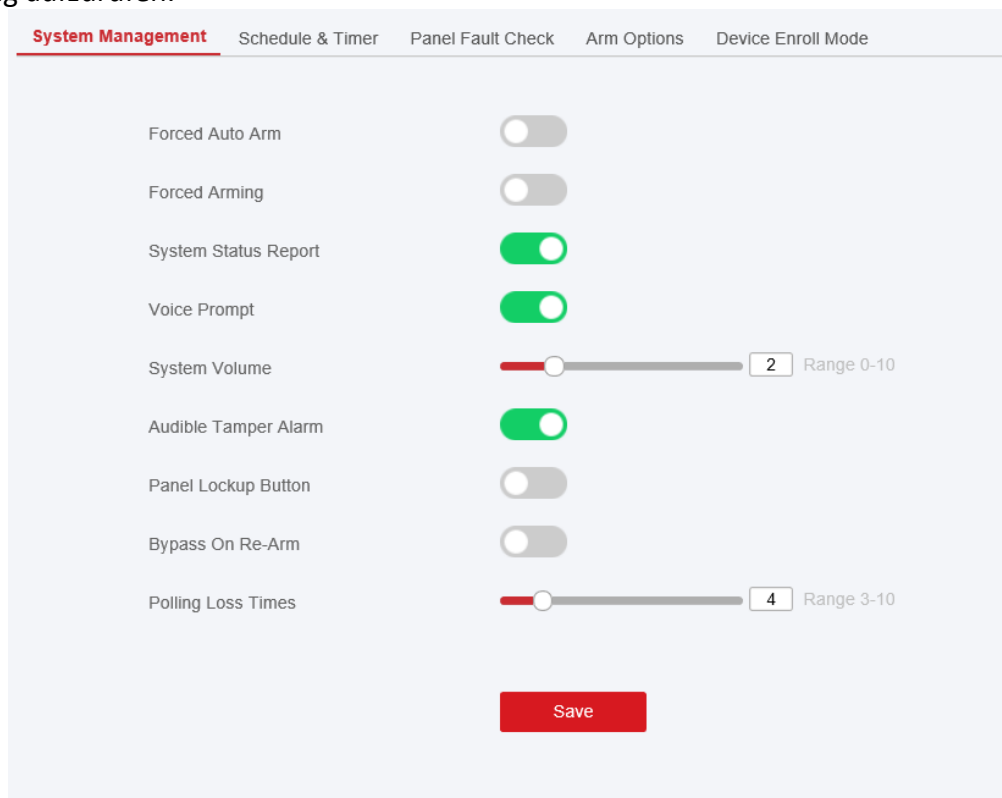 System Management Schedule & Timer Panel Fault Check Arm Options Device Enroll Mode
Forced Auto Arm
Forced Arming
System Status Report
Voice Prompt
System Volume 2 Range 0-10
Audible Tamper Alarm
Panel Lockup Button
Bypass On Re-Arm
Polling Loss Times 4 Range 3-10
Save